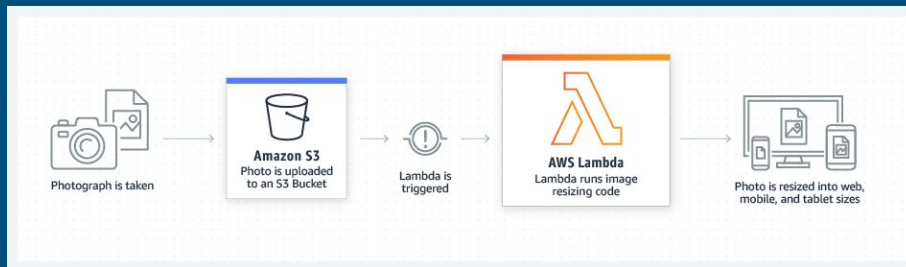 Photograph is taken
Amazon S3
Photo is uploaded
to an S3 Bucket
Lambda is
triggered
AWS Lambda
Lambda runs image
resizing code
Photo is resized into web,
mobile, and tablet sizes